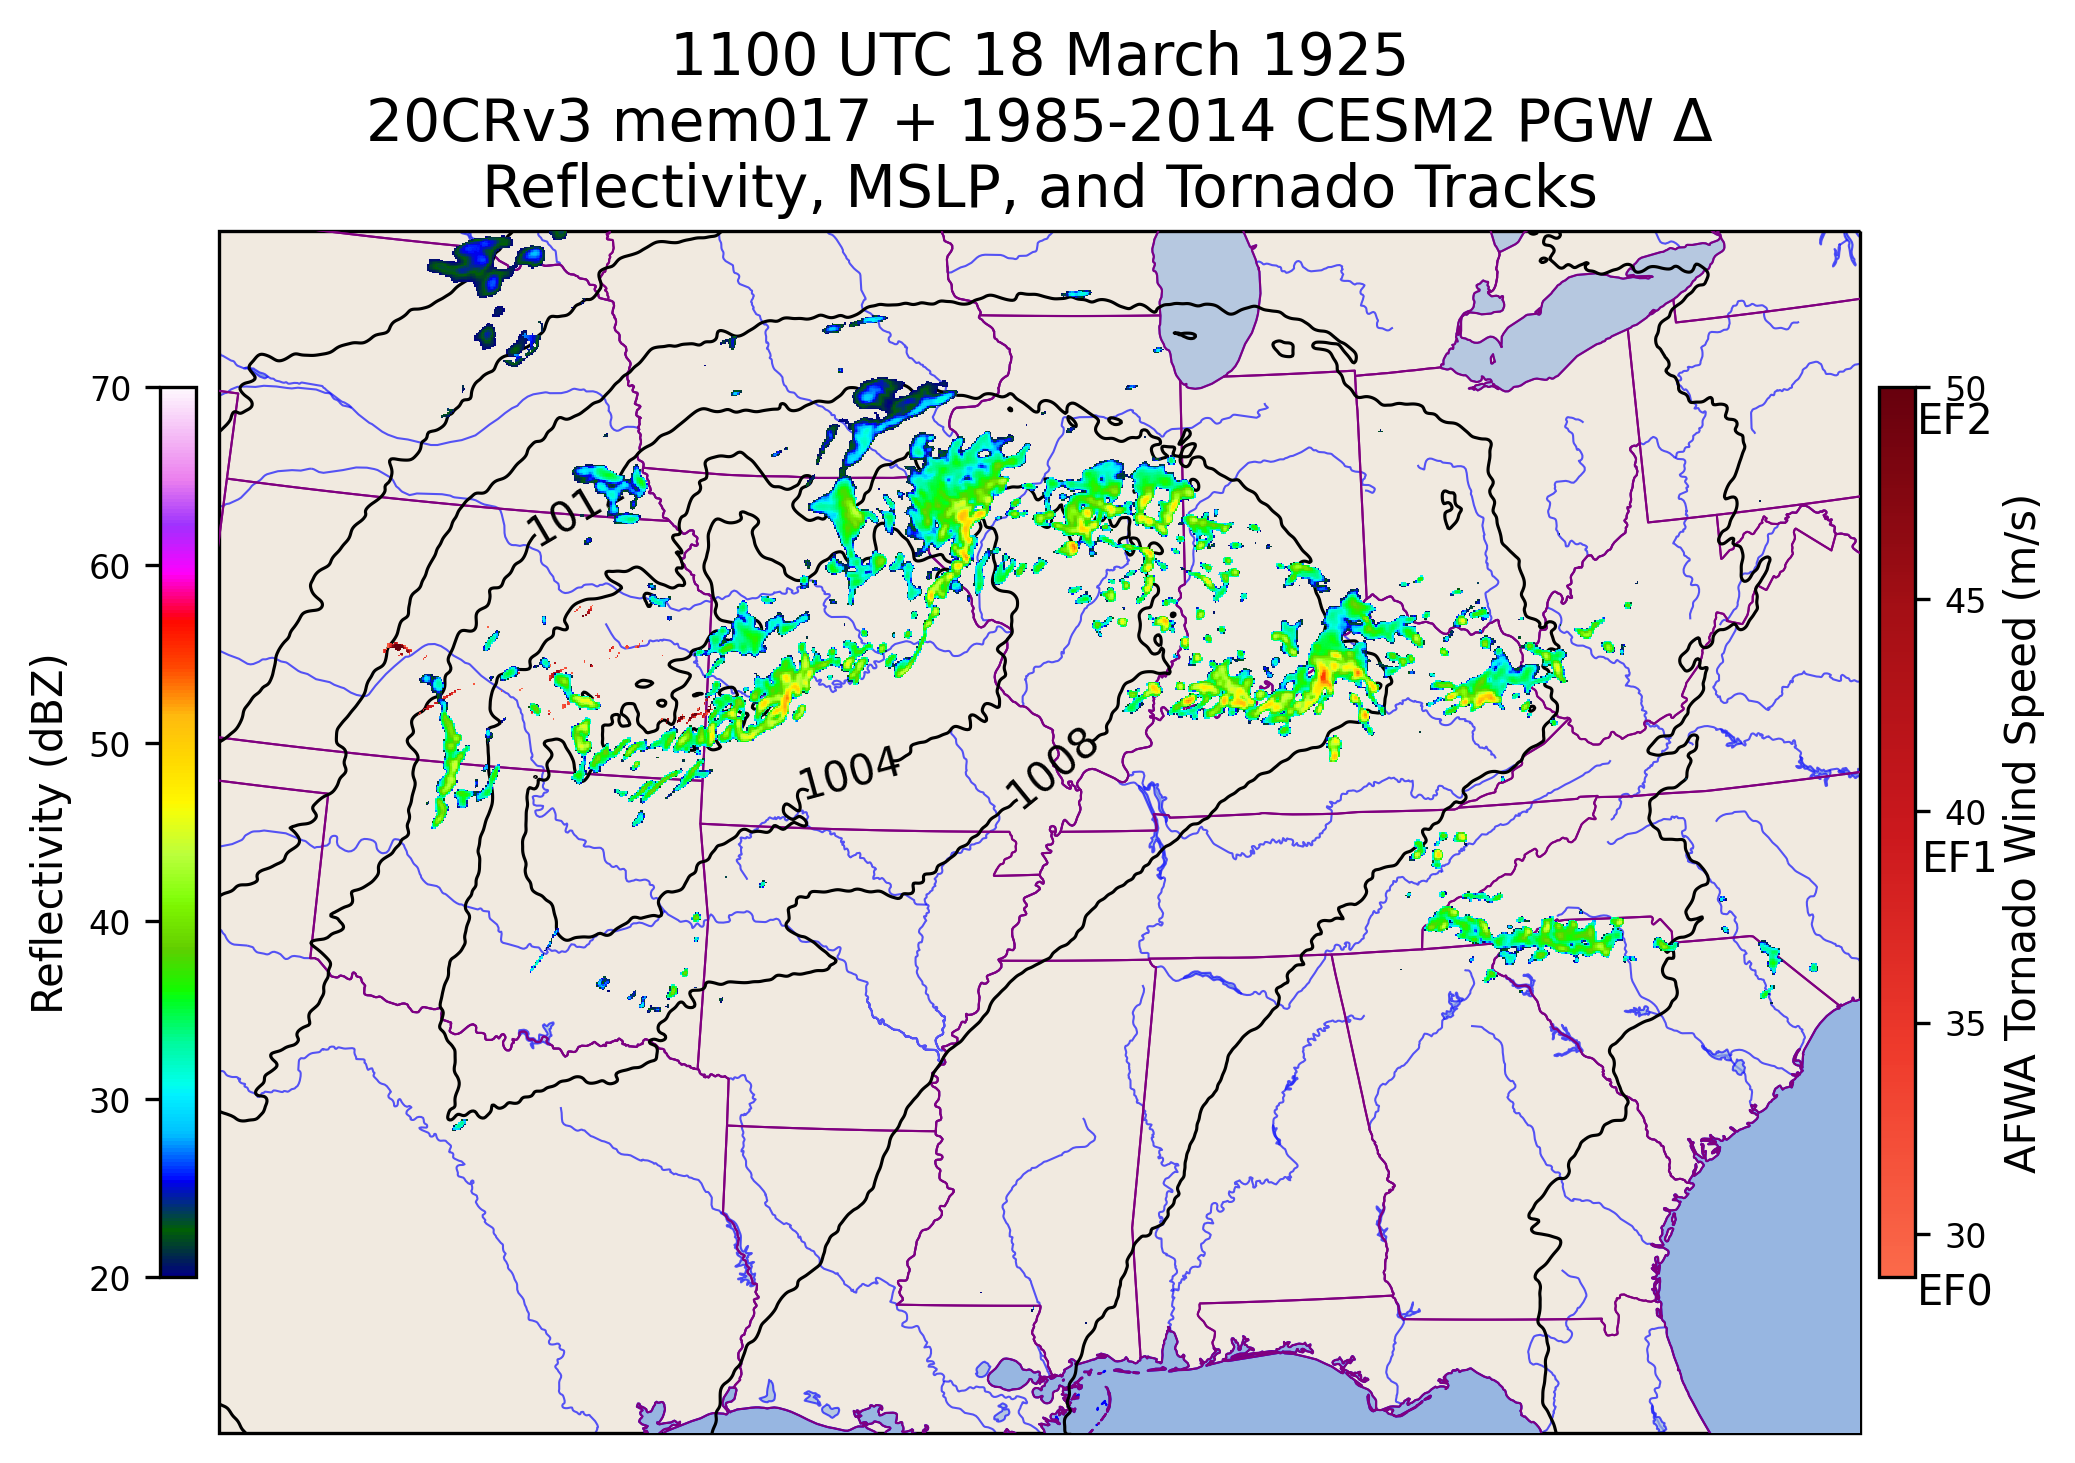 1100 UTC 18 March 1925
20CRv3 mem017 + 1985-2014 CESM2 PGW Δ
Reflectivity, MSLP, and Tornado Tracks
Reflectivity (dBZ)
70
60
50
40
30
20
101
1004
1008
50
EF2
45
40
EF1
35
30
EF0
AFWA Tornado Wind Speed (m/s)